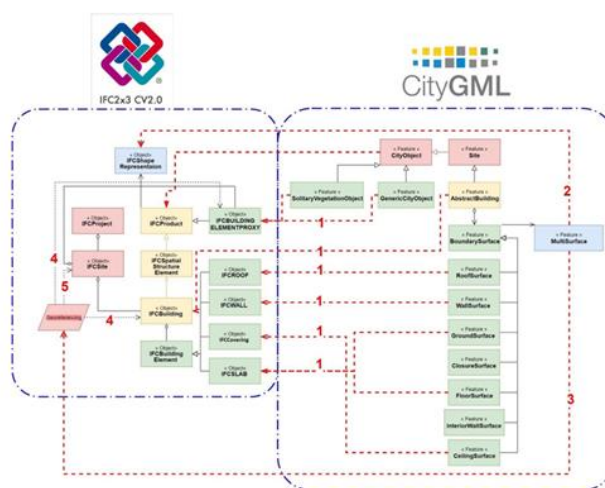 IFC2x3 CV2.0
CityGML
« Object»
IFCShape
Representaion
« Object»
IFCProject
« Object»
IFCProduct
« Object»
IFCBUILDING
ELEMENTPROXY
« Object»
IFCSite
« Object»
IFCSpatial
Structure
Element
« Object»
IFCROOF
« Object»
IFCWALL
« Object»
IFCBuilding
« Object»
IFCCovering
« Object»
IFCBuilding
Element
« Object»
IFCSLAB
4
5
4
« Feature »
CityObject
« Feature »
Site
« Feature »
SolitaryVegetationObject
« Feature »
GenericCityObject
« Feature »
AbstractBuilding
« Feature »
BoundarySurface
« Feature »
MultiSurface
« Feature »
RoofSurface
« Feature »
WallSurface
« Feature »
GroundSurface
« Feature »
ClosureSurface
« Feature »
FloorSurface
« Feature »
InteriorWallSurface
« Feature »
CeilingSurface
1
1
1
1
1
1
2
3